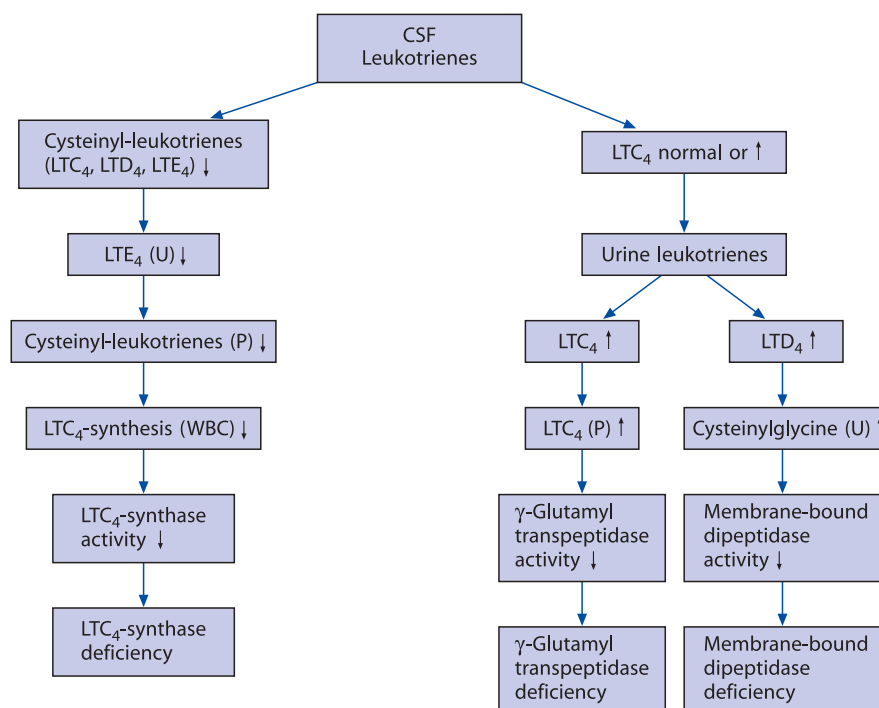 CSF
Leukotrienes
Cysteinyl-leukotrienes
(LTC₄, LTD₄, LTE₄) ↓
LTE₄ (U) ↓
Cysteinyl-leukotrienes (P) ↓
LTC₄-synthesis (WBC) ↓
LTC₄-synthase
activity ↓
LTC₄-synthase
deficiency
LTC₄ normal or ↑
Urine leukotrienes
LTC₄ ↑
LTC₄ (P) ↑
γ-Glutamyl
transpeptidase
activity ↓
γ-Glutamyl
transpeptidase
deficiency
LTD₄ ↑
Cysteinylglycine (U)
Membrane-bound
dipeptidase
activity ↓
Membrane-bound
dipeptidase
deficiency